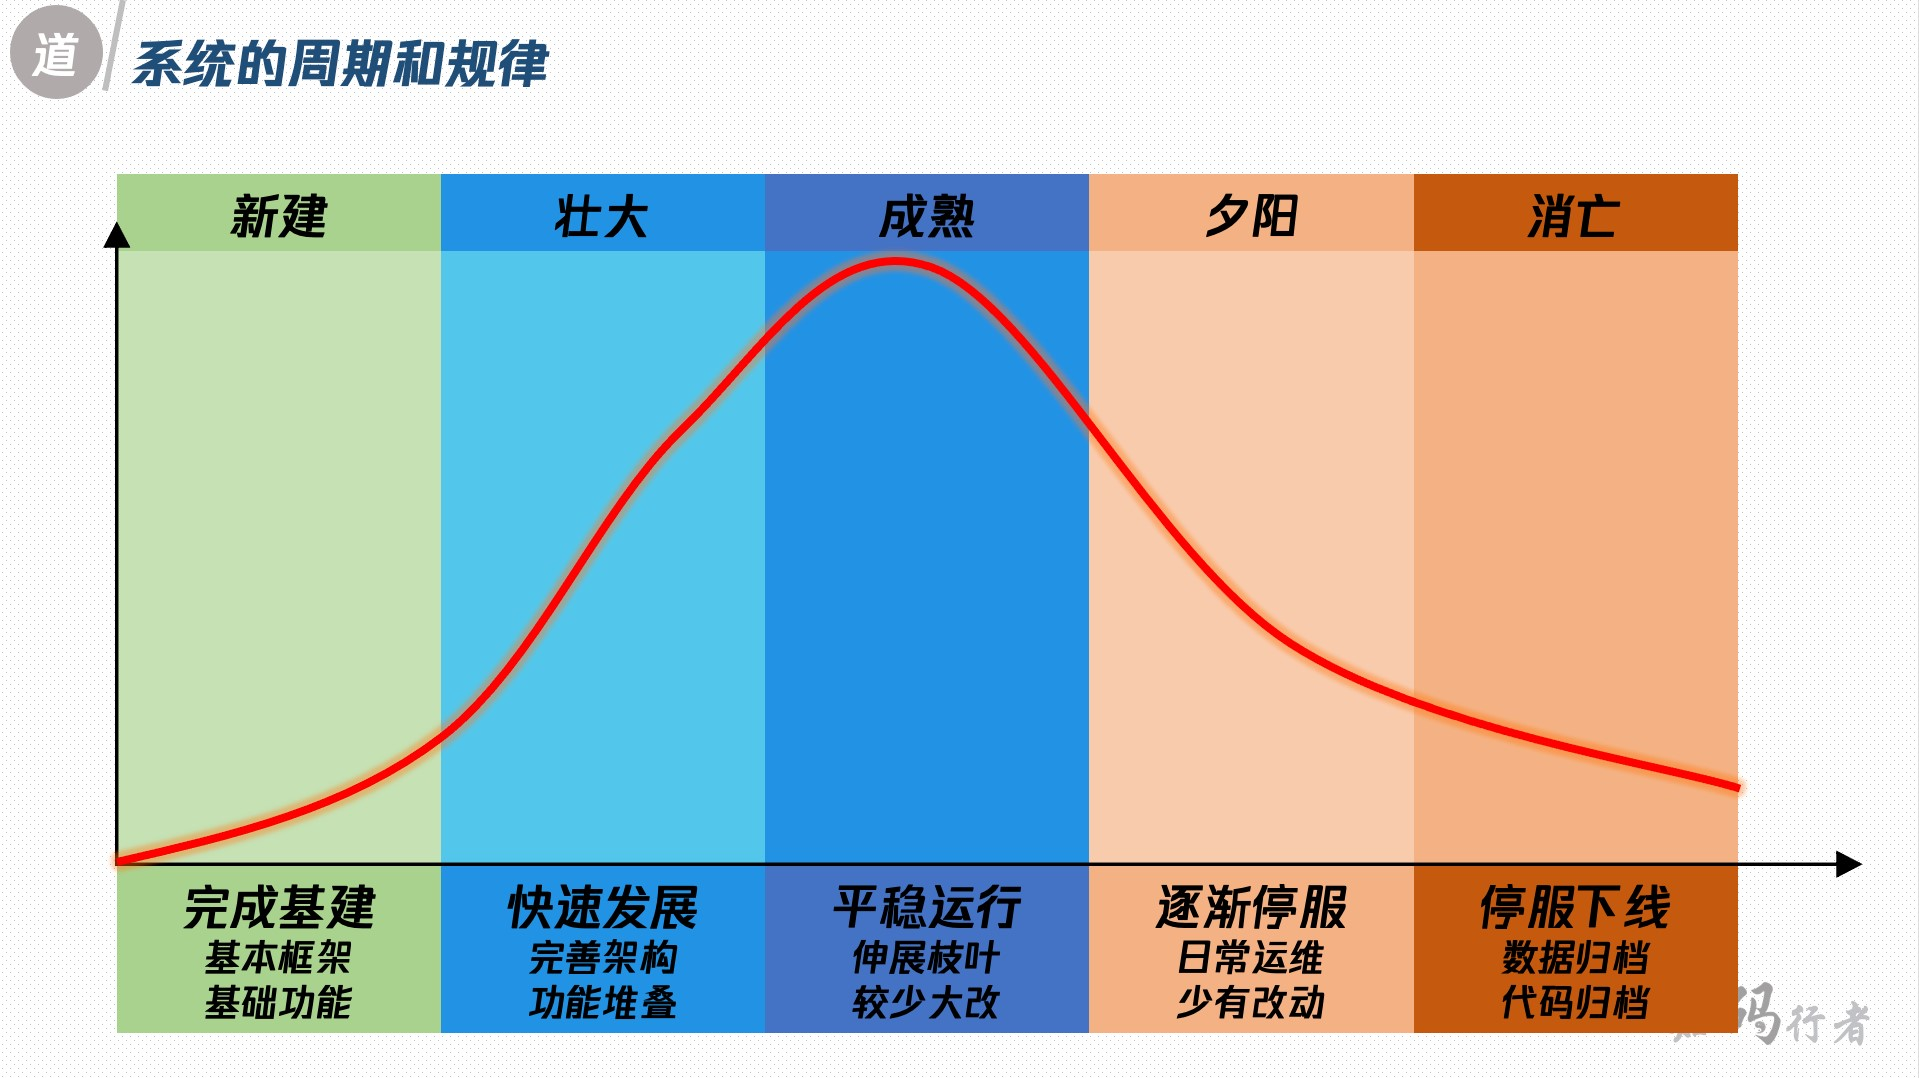 道
系统的周期和规律
新建
壮大
成熟
夕阳
消亡
完成基建
基本框架
基础功能
快速发展
完善架构
功能堆叠
平稳运行
伸展枝叶
较少大改
逐渐停服
日常运维
少有改动
停服下线
数据归档
代码归档
码行者